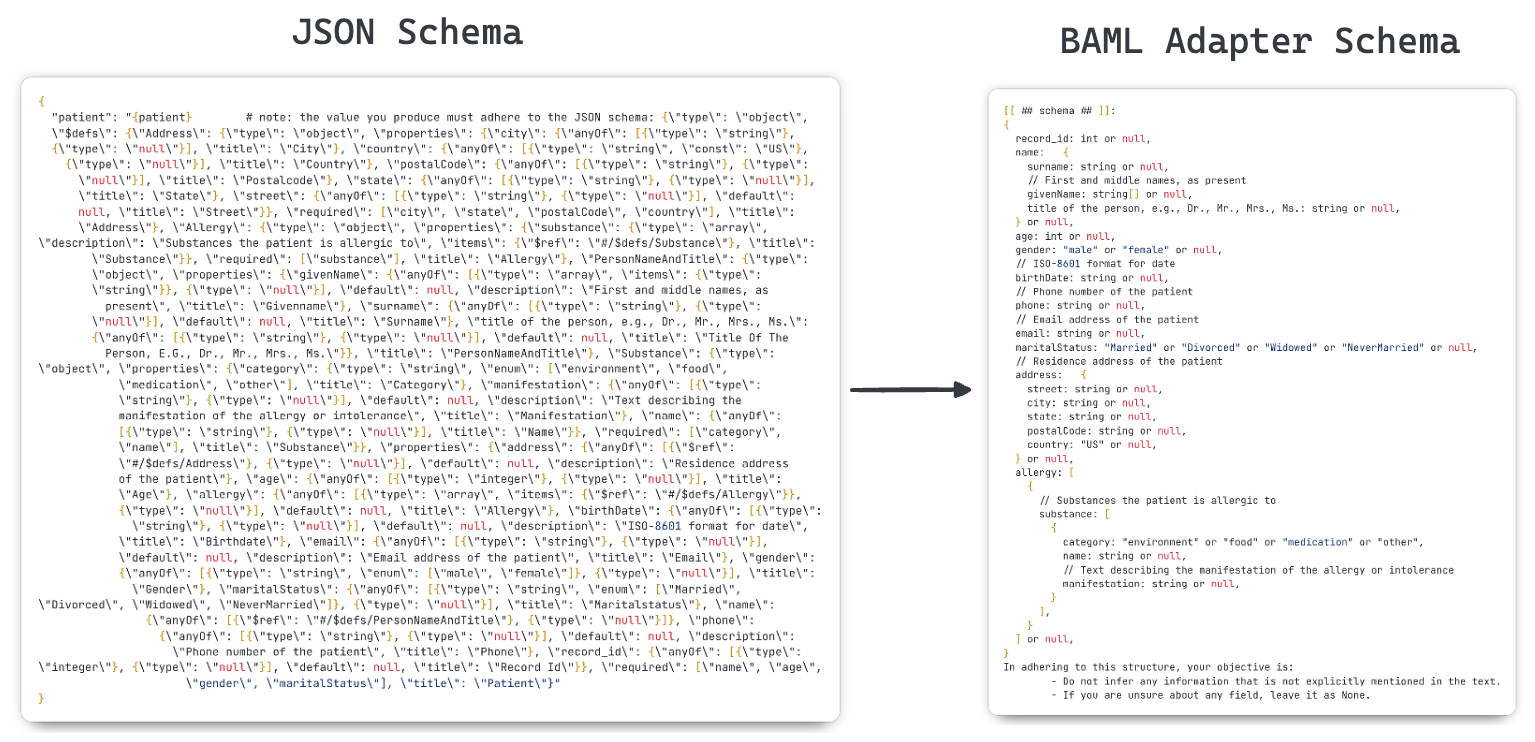 JSON Schema
{
"patient": "{patient}        # note: the value you produce must adhere to the JSON schema: {\"type\": \"object\",
\"$defs\": {\"Address\": {\"type\": \"object\", \"properties\": {\"city\": {\"anyOf\": [{\"type\": \"string\"},
{\"type\": \"null\"}], \"title\": \"City\"}, \"country\": {\"anyOf\": [{\"type\": \"string\", \"const\": \"US\"},
{\"type\": \"null\"}], \"title\": \"Country\"}, \"postalCode\": {\"anyOf\": [{\"type\": \"string\"}, {\"type\":
\"null\"}], \"title\": \"Postalcode\"}, \"state\": {\"anyOf\": [{\"type\": \"string\"}, {\"type\": \"null\"}],
\"title\": \"State\"}, \"street\": {\"anyOf\": [{\"type\": \"string\"}, {\"type\": \"null\"}], \"default\":
null, \"title\": \"Street\"}}, \"required\": [\"city\", \"state\", \"postalCode\", \"country\"], \"title\":
\"Address\"}, \"Allergy\": {\"type\": \"object\", \"properties\": {\"substance\": {\"type\": \"array\",
\"description\": \"Substances the patient is allergic to\", \"items\": {\"$ref\": \"#/$defs/Substance\"}, \"title\":
\"Substance\"}}, \"required\": [\"substance\"], \"title\": \"Allergy\"}, \"PersonNameAndTitle\": {\"type\":
\"object\", \"properties\": {\"givenName\": {\"anyOf\": [{\"type\": \"array\", \"items\": {\"type\":
\"string\"}}, {\"type\": \"null\"}], \"default\": null, \"description\": \"First and middle names, as
present\", \"title\": \"Givenname\"}, \"surname\": {\"anyOf\": [{\"type\": \"string\"}, {\"type\":
\"null\"}], \"default\": null, \"title\": \"Surname\"}, \"title of the person, e.g., Dr., Mr., Mrs., Ms.\":
{\"anyOf\": [{\"type\": \"string\"}, {\"type\": \"null\"}], \"default\": null, \"title\": \"Title Of The
Person, E.G., Dr., Mr., Mrs., Ms.\"}}, \"title\": \"PersonNameAndTitle\"}, \"Substance\": {\"type\":
\"object\", \"properties\": {\"category\": {\"type\": \"string\", \"enum\": [\"environment\", \"food\",
\"medication\", \"other\"], \"title\": \"Category\"}, \"manifestation\": {\"anyOf\": [{\"type\":
\"string\"}, {\"type\": \"null\"}], \"default\": null, \"description\": \"Text describing the
manifestation of the allergy or intolerance\", \"title\": \"Manifestation\"}, \"name\": {\"anyOf\":
[{\"type\": \"string\"}, {\"type\": \"null\"}], \"title\": \"Name\"}}, \"required\": [\"category\",
\"name\"], \"title\": \"Substance\"}}, \"properties\": {\"address\": {\"anyOf\": [{\"$ref\":
\"#/$defs/Address\"}, {\"type\": \"null\"}], \"default\": null, \"description\": \"Residence address
of the patient\"}, \"age\": {\"anyOf\": [{\"type\": \"integer\"}, {\"type\": \"null\"}], \"title\":
\"Age\"}, \"allergy\": {\"anyOf\": [{\"type\": \"array\", \"items\": {\"$ref\": \"#/$defs/Allergy\"}},
{\"type\": \"null\"}], \"default\": null, \"title\": \"Allergy\"}, \"birthDate\": {\"anyOf\": [{\"type\":
\"string\"}, {\"type\": \"null\"}], \"default\": null, \"description\": \"ISO-8601 format for date\",
\"title\": \"Birthdate\"}, \"email\": {\"anyOf\": [{\"type\": \"string\"}, {\"type\": \"null\"}],
\"default\": null, \"description\": \"Email address of the patient\", \"title\": \"Email\"}, \"gender\":
{\"anyOf\": [{\"type\": \"string\", \"enum\": [\"male\", \"female\"]}, {\"type\": \"null\"}], \"title\":
\"Gender\"}, \"maritalStatus\": {\"anyOf\": [{\"type\": \"string\", \"enum\": [\"Married\",
\"Divorced\", \"Widowed\", \"NeverMarried\"]}, {\"type\": \"null\"}], \"title\": \"Maritalstatus\"}, \"name\":
{\"anyOf\": [{\"$ref\": \"#/$defs/PersonNameAndTitle\"}, {\"type\": \"null\"}]}, \"phone\":
{\"anyOf\": [{\"type\": \"string\"}, {\"type\": \"null\"}], \"default\": null, \"description\":
\"Phone number of the patient\", \"title\": \"Phone\"}, \"record_id\": {\"anyOf\": [{\"type\":
\"integer\"}, {\"type\": \"null\"}], \"default\": null, \"title\": \"Record Id\"}}, \"required\": [\"name\", \"age\",
\"gender\", \"maritalStatus\"], \"title\": \"Patient\"}"
}
BAML Adapter Schema
[[ ## schema ## ]]:
{
record_id: int or null,
name:   {
surname: string or null,
// First and middle names, as present
givenName: string[] or null,
title of the person, e.g., Dr., Mr., Mrs., Ms.: string or null,
} or null,
age: int or null,
gender: "male" or "female" or null,
// ISO-8601 format for date
birthDate: string or null,
// Phone number of the patient
phone: string or null,
// Email address of the patient
email: string or null,
maritalStatus: "Married" or "Divorced" or "Widowed" or "NeverMarried" or null,
// Residence address of the patient
address:   {
street: string or null,
city: string or null,
state: string or null,
postalCode: string or null,
country: "US" or null,
} or null,
allergy: [
{
// Substances the patient is allergic to
substance: [
{
category: "environment" or "food" or "medication" or "other",
name: string or null,
// Text describing the manifestation of the allergy or intolerance
manifestation: string or null,
}
],
}
] or null,
}
In adhering to this structure, your objective is:
- Do not infer any information that is not explicitly mentioned in the text.
- If you are unsure about any field, leave it as None.